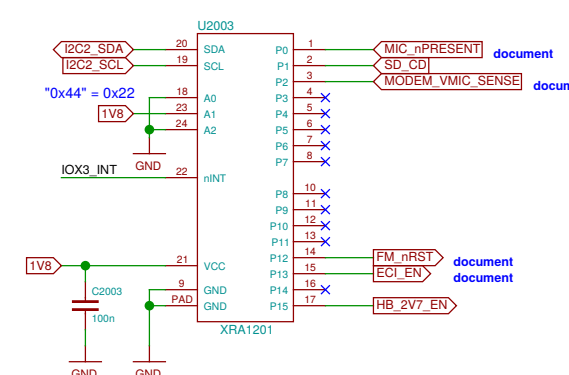 U2003
I2C2_SDA 20 SDA P0 1 MIC_nPRESENT document
I2C2_SCL 19 SCL P1 2 SD_CD
P2 3 MODEM_VMIC_SENSE docum
"0x44" = 0x22 18 A0 P3 4
1V8 23 A1 P4 5
24 A2 P5 6
P6 7
GND P7 8
IOX3_INT 22 nINT
P8 10
P9 11
P10 12
P11 13
P12 14 FM_nRST document
1V8 21 VCC P13 15 ECI_EN document
9 GND P14 16
C2003 PAD GND P15 17 HB_2V7_EN
100n
XRA1201
GND GND